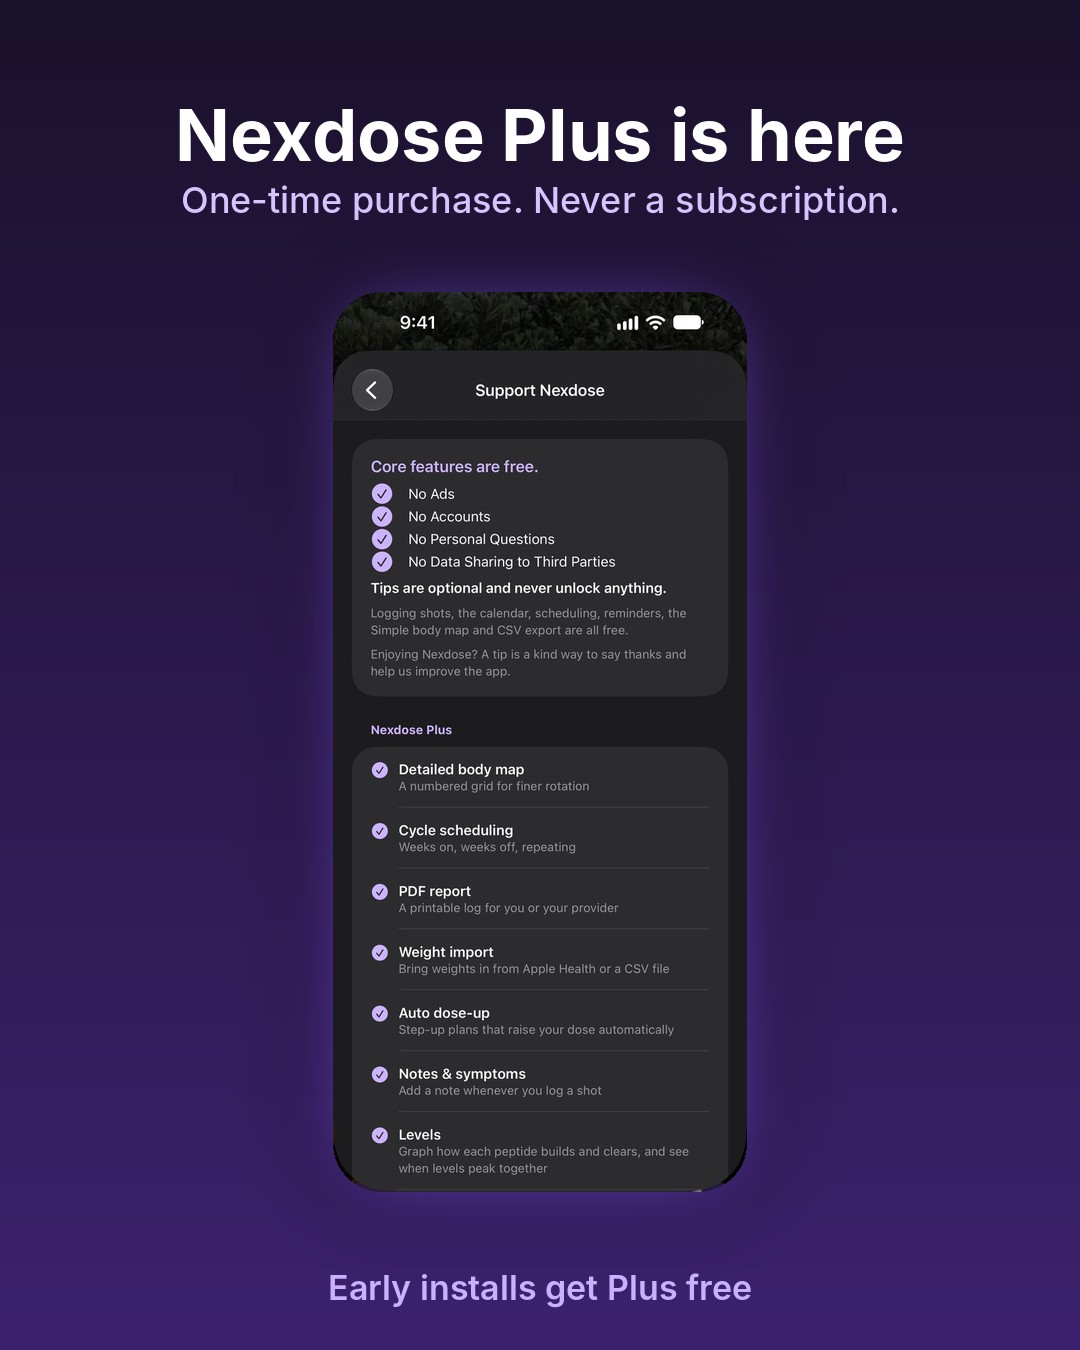 Nexdose Plus is here
One-time purchase. Never a subscription.
9:41
Support Nexdose
Core features are free.
No Ads
No Accounts
No Personal Questions
No Data Sharing to Third Parties
Tips are optional and never unlock anything.
Logging shots, the calendar, scheduling, reminders, the
Simple body map and CSV export are all free.
Enjoying Nexdose? A tip is a kind way to say thanks and
help us improve the app.
Nexdose Plus
Detailed body map
A numbered grid for finer rotation
Cycle scheduling
Weeks on, weeks off, repeating
PDF report
A printable log for you or your provider
Weight import
Bring weights in from Apple Health or a CSV file
Auto dose-up
Step-up plans that raise your dose automatically
Notes & symptoms
Add a note whenever you log a shot
Levels
Graph how each peptide builds and clears, and see
when levels peak together
Early installs get Plus free